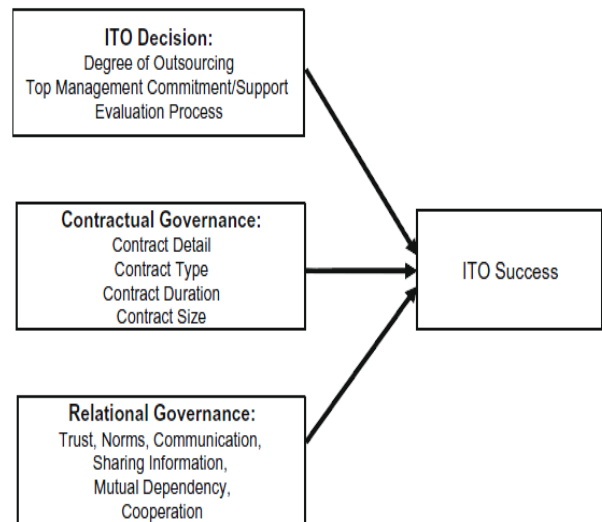 ITO Decision:
Degree of Outsourcing
Top Management Commitment/Support
Evaluation Process
Contractual Governance:
Contract Detail
Contract Type
Contract Duration
Contract Size
ITO Success
Relational Governance:
Trust, Norms, Communication,
Sharing Information,
Mutual Dependency,
Cooperation